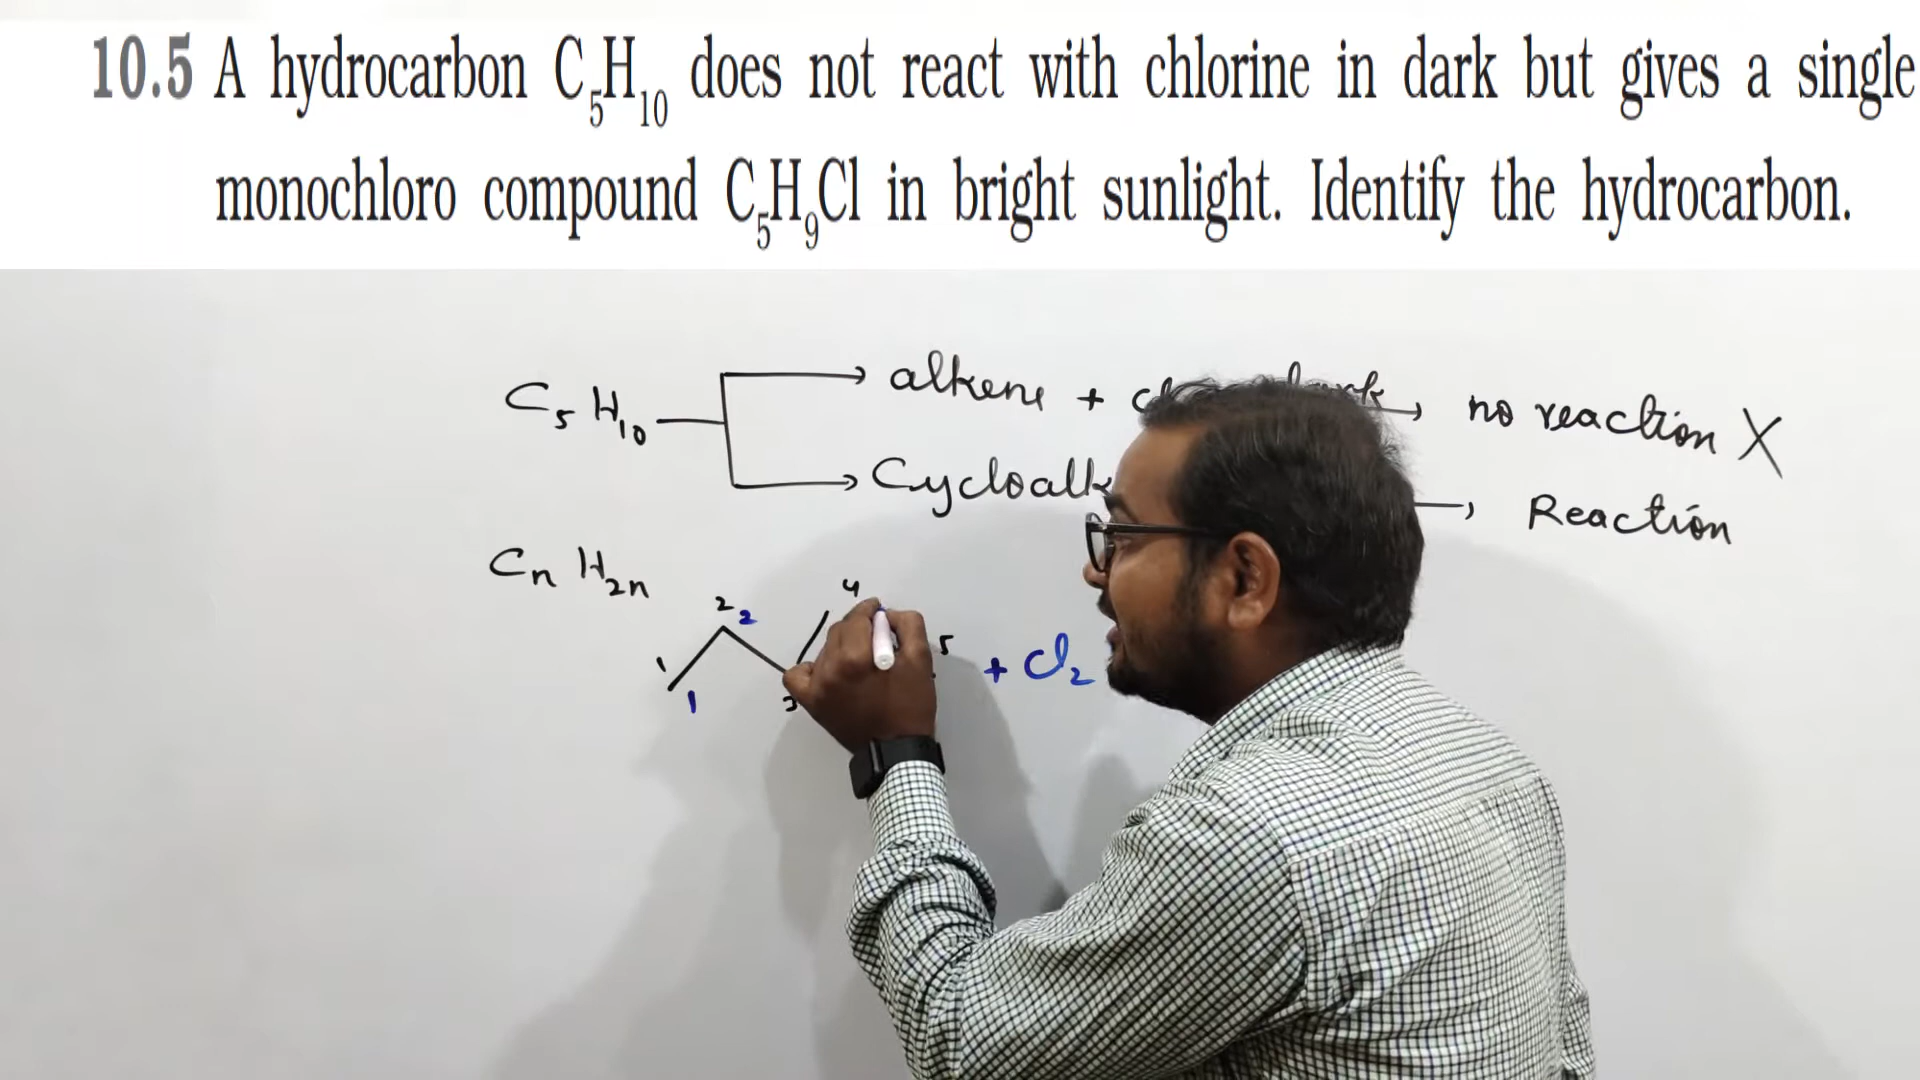 10.5 A hydrocarbon C5H10 does not react with chlorine in dark but gives a single
monochloro compound C5H9Cl in bright sunlight. Identify the hydrocarbon.
C5H10 → alkene + → no reaction X
→ → Reaction
CnH2n
1 2 3 4 5
1 2
+ Cl2